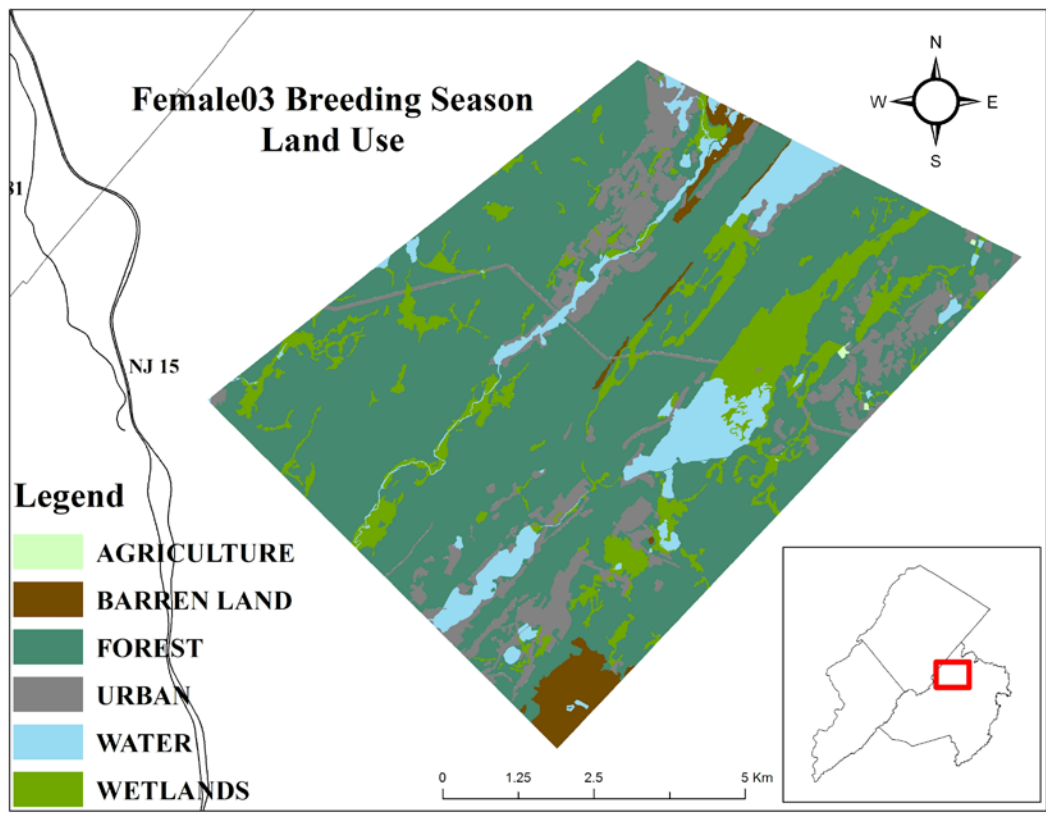 Female03 Breeding Season
Land Use
N
W
E
S
NJ 15
Legend
AGRICULTURE
BARREN LAND
FOREST
URBAN
WATER
WETLANDS
0
1.25
2.5
5 Km